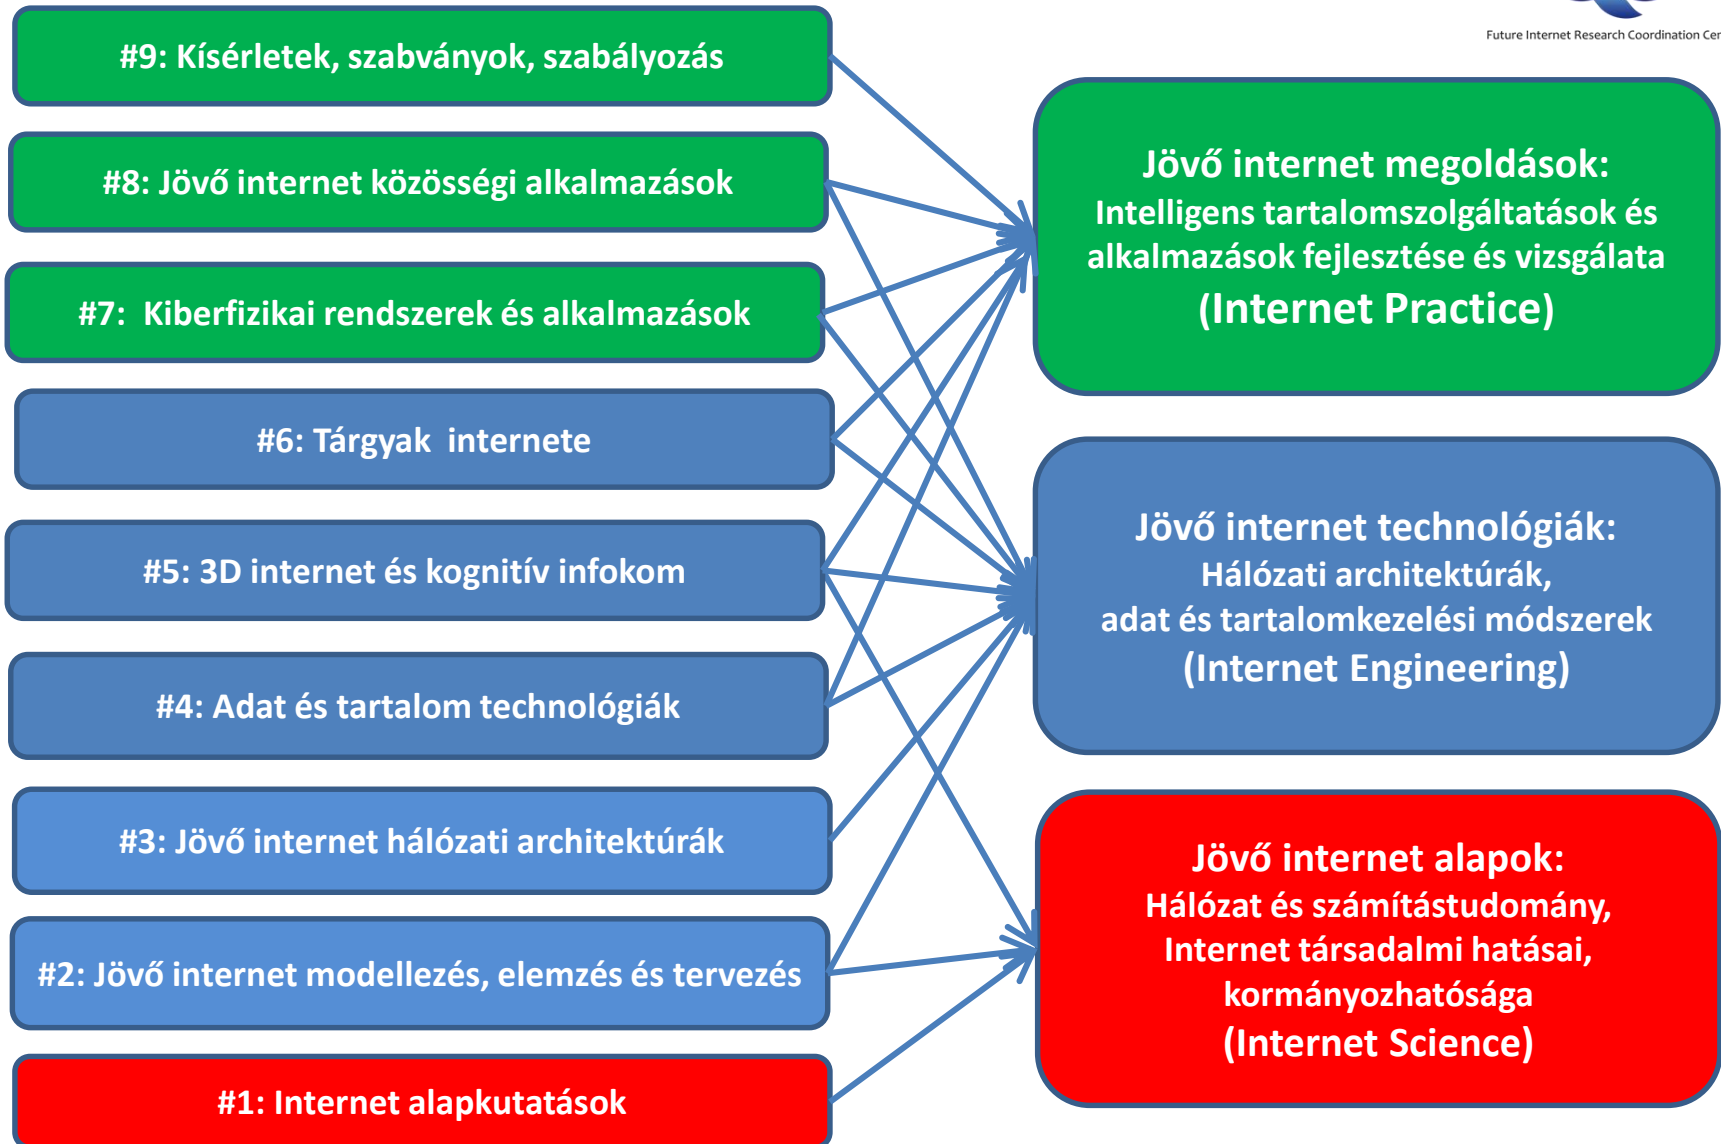 Future Internet Research Coordination Cen
#9: Kísérletek, szabványok, szabályozás
#8: Jövő internet közösségi alkalmazások
#7: Kiberfizikai rendszerek és alkalmazások
#6: Tárgyak internete
#5: 3D internet és kognitív infokom
#4: Adat és tartalom technológiák
#3: Jövő internet hálózati architektúrák
#2: Jövő internet modellezés, elemzés és tervezés
#1: Internet alapkutatások
Jövő internet megoldások:
Intelligens tartalomszolgáltatások és
alkalmazások fejlesztése és vizsgálata
(Internet Practice)
Jövő internet technológiák:
Hálózati architektúrák,
adat és tartalomkezelési módszerek
(Internet Engineering)
Jövő internet alapok:
Hálózat és számítástudomány,
Internet társadalmi hatásai,
kormányozhatósága
(Internet Science)